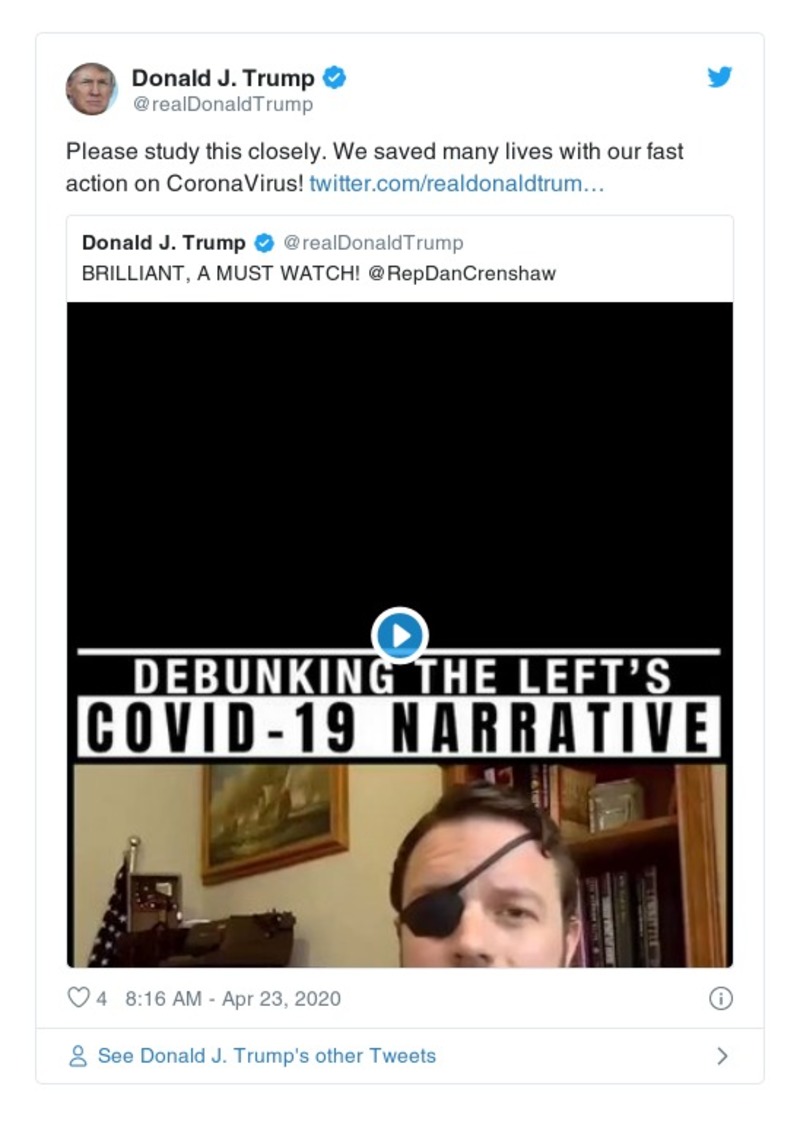 Donald J. Trump
@realDonaldTrump
Please study this closely. We saved many lives with our fast
action on CoronaVirus! twitter.com/realdonaldtrum…
Donald J. Trump @realDonaldTrump
BRILLIANT, A MUST WATCH! @RepDanCrenshaw
DEBUNKING THE LEFT'S
COVID-19 NARRATIVE
4 8:16 AM - Apr 23, 2020
See Donald J. Trump's other Tweets